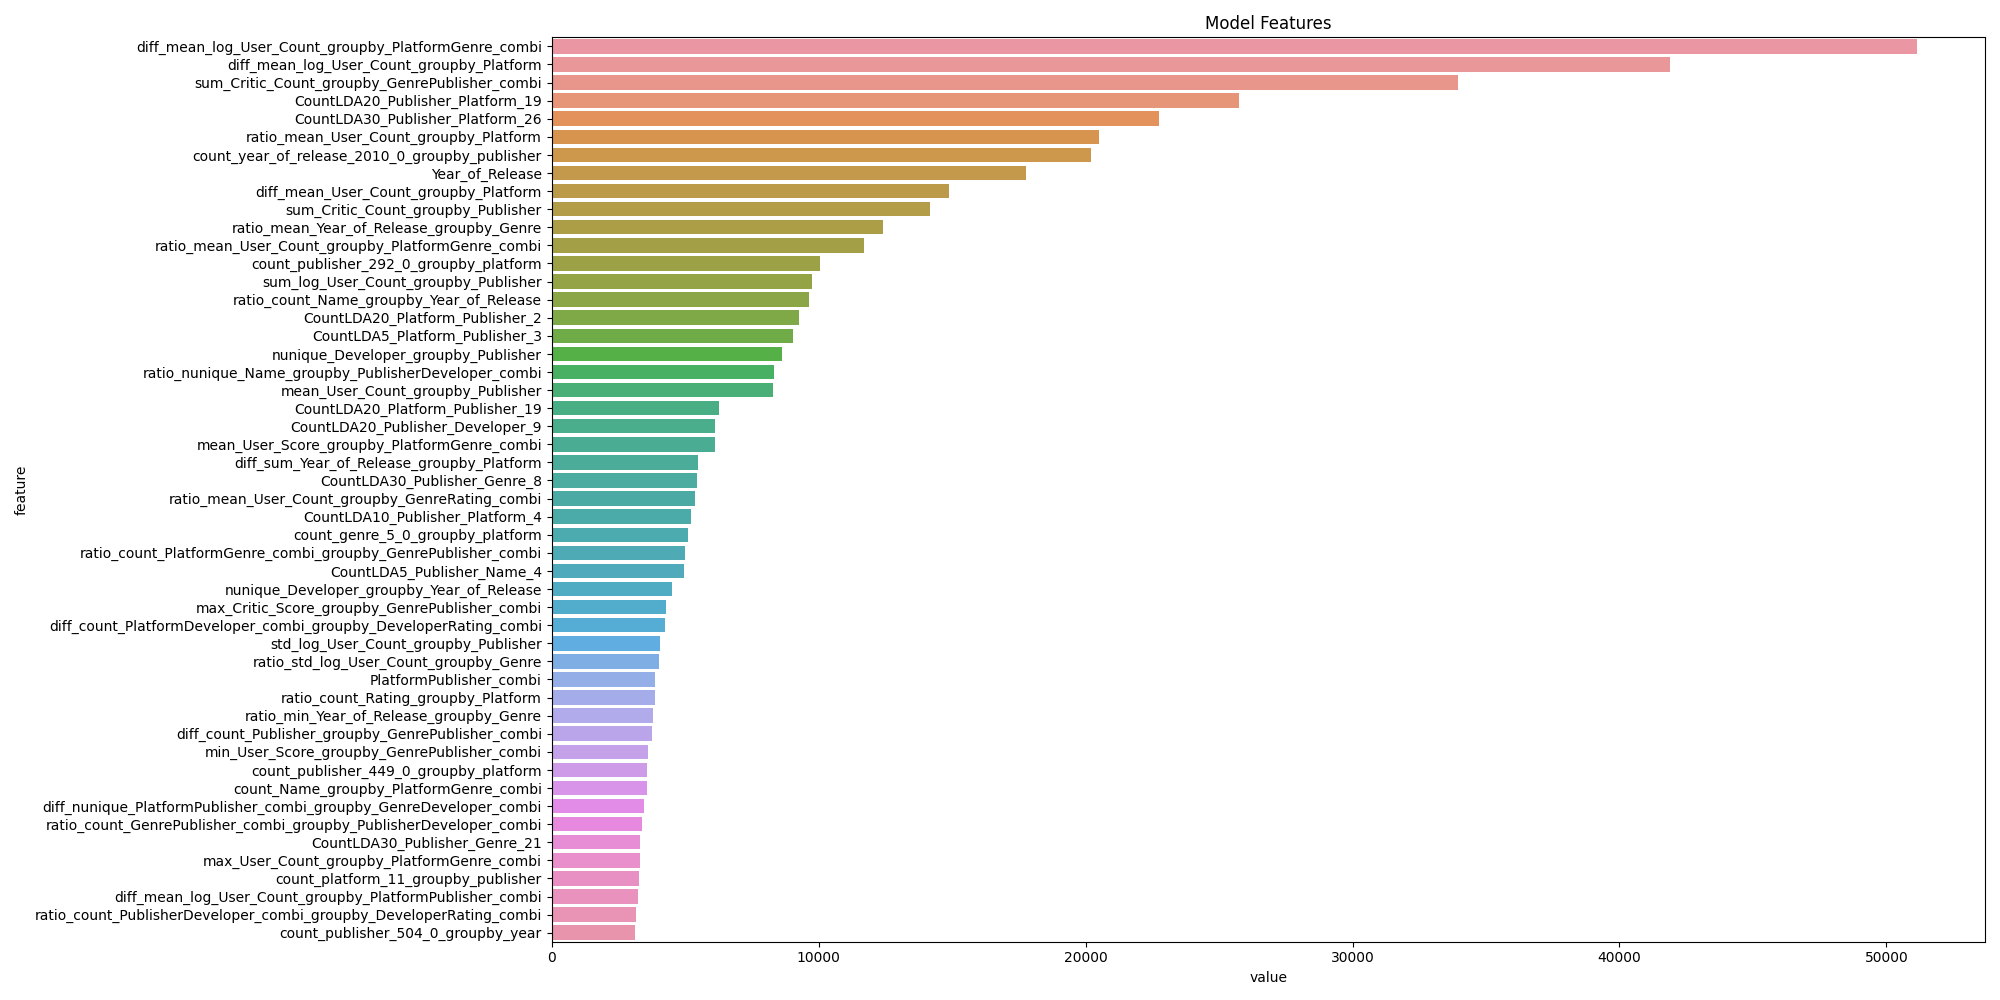 Model Features
diff_mean_log_User_Count_groupby_PlatformGenre_combi
diff_mean_log_User_Count_groupby_Platform
sum_Critic_Count_groupby_GenrePublisher_combi
CountLDA20_Publisher_Platform_19
CountLDA30_Publisher_Platform_26
ratio_mean_User_Count_groupby_Platform
count_year_of_release_2010_0_groupby_publisher
Year_of_Release
diff_mean_User_Count_groupby_Platform
sum_Critic_Count_groupby_Publisher
ratio_mean_Year_of_Release_groupby_Genre
ratio_mean_User_Count_groupby_PlatformGenre_combi
count_publisher_292_0_groupby_platform
sum_log_User_Count_groupby_Publisher
ratio_count_Name_groupby_Year_of_Release
CountLDA20_Platform_Publisher_2
CountLDA5_Platform_Publisher_3
nunique_Developer_groupby_Publisher
ratio_nunique_Name_groupby_PublisherDeveloper_combi
mean_User_Count_groupby_Publisher
CountLDA20_Platform_Publisher_19
CountLDA20_Publisher_Developer_9
mean_User_Score_groupby_PlatformGenre_combi
diff_sum_Year_of_Release_groupby_Platform
CountLDA30_Publisher_Genre_8
ratio_mean_User_Count_groupby_GenreRating_combi
CountLDA10_Publisher_Platform_4
count_genre_5_0_groupby_platform
ratio_count_PlatformGenre_combi_groupby_GenrePublisher_combi
CountLDA5_Publisher_Name_4
nunique_Developer_groupby_Year_of_Release
max_Critic_Score_groupby_GenrePublisher_combi
diff_count_PlatformDeveloper_combi_groupby_DeveloperRating_combi
std_log_User_Count_groupby_Publisher
ratio_std_log_User_Count_groupby_Genre
PlatformPublisher_combi
ratio_count_Rating_groupby_Platform
ratio_min_Year_of_Release_groupby_Genre
diff_count_Publisher_groupby_GenrePublisher_combi
min_User_Score_groupby_GenrePublisher_combi
count_publisher_449_0_groupby_platform
count_Name_groupby_PlatformGenre_combi
diff_nunique_PlatformPublisher_combi_groupby_GenreDeveloper_combi
ratio_count_GenrePublisher_combi_groupby_PublisherDeveloper_combi
CountLDA30_Publisher_Genre_21
max_User_Count_groupby_PlatformGenre_combi
count_platform_11_groupby_publisher
diff_mean_log_User_Count_groupby_PlatformPublisher_combi
ratio_count_PublisherDeveloper_combi_groupby_DeveloperRating_combi
count_publisher_504_0_groupby_year
feature
0 10000 20000 30000 40000 50000
value